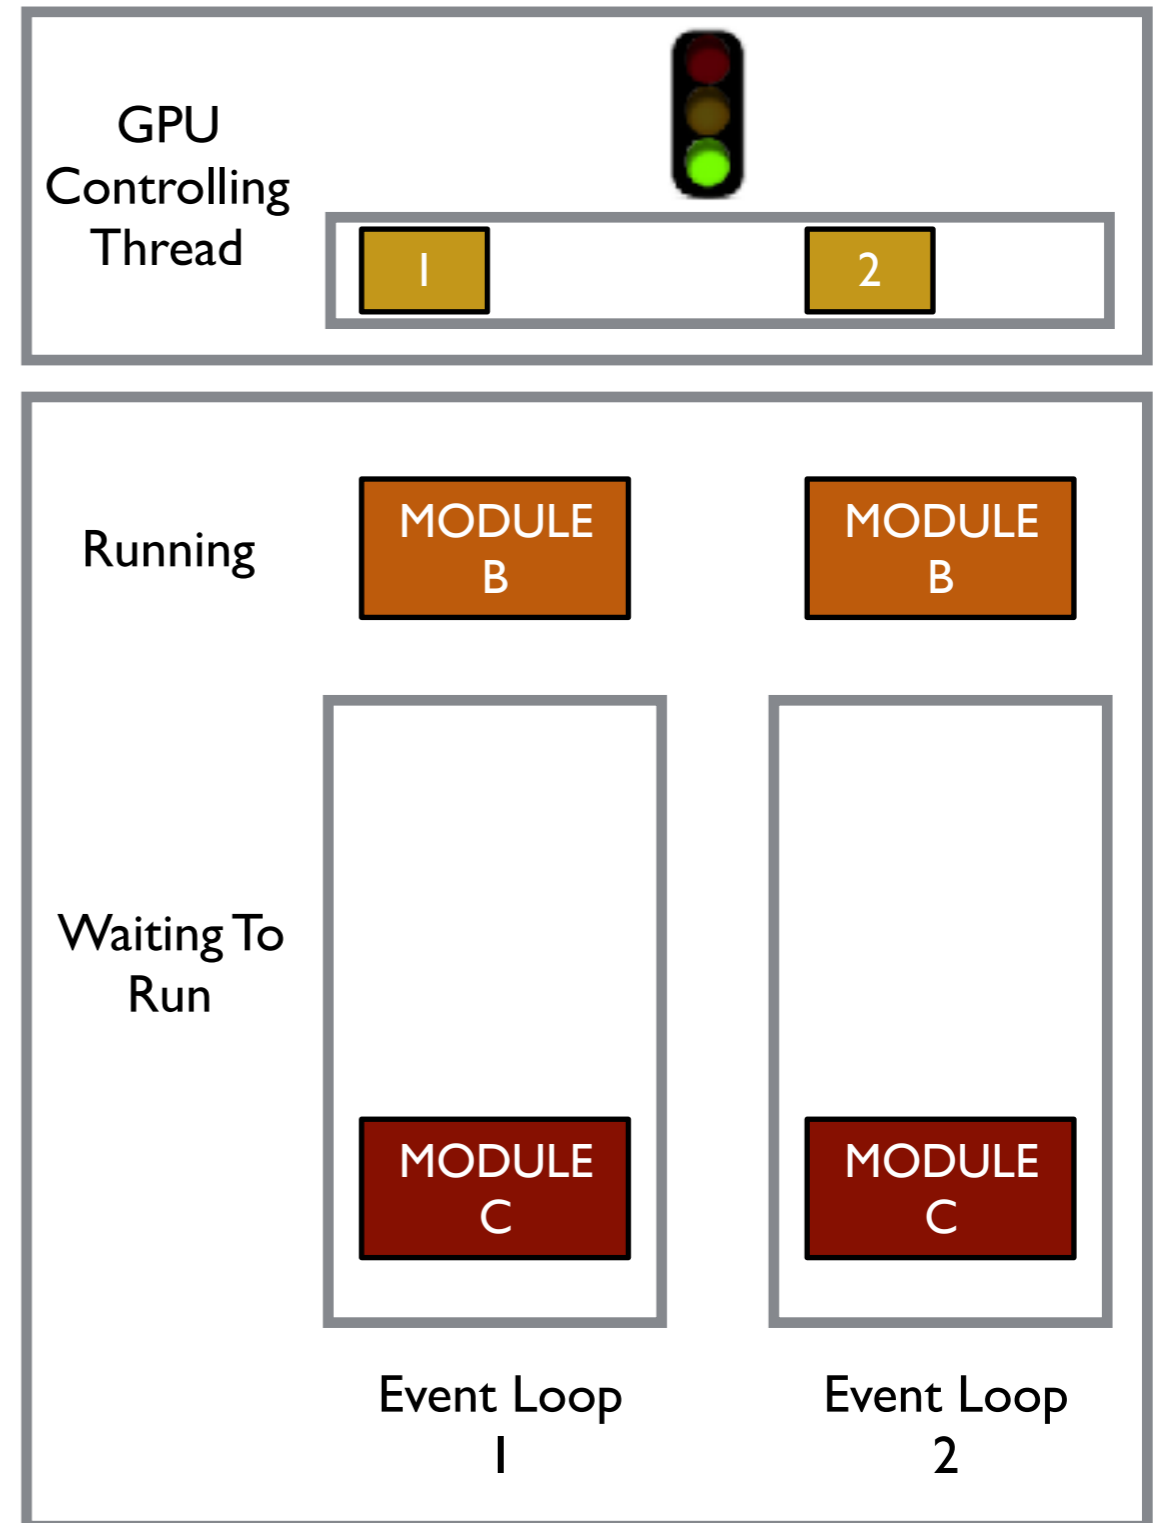 GPU
Controlling
Thread
1
2
Running
MODULE
B
MODULE
B
Waiting To
Run
MODULE
C
MODULE
C
Event Loop
1
Event Loop
2